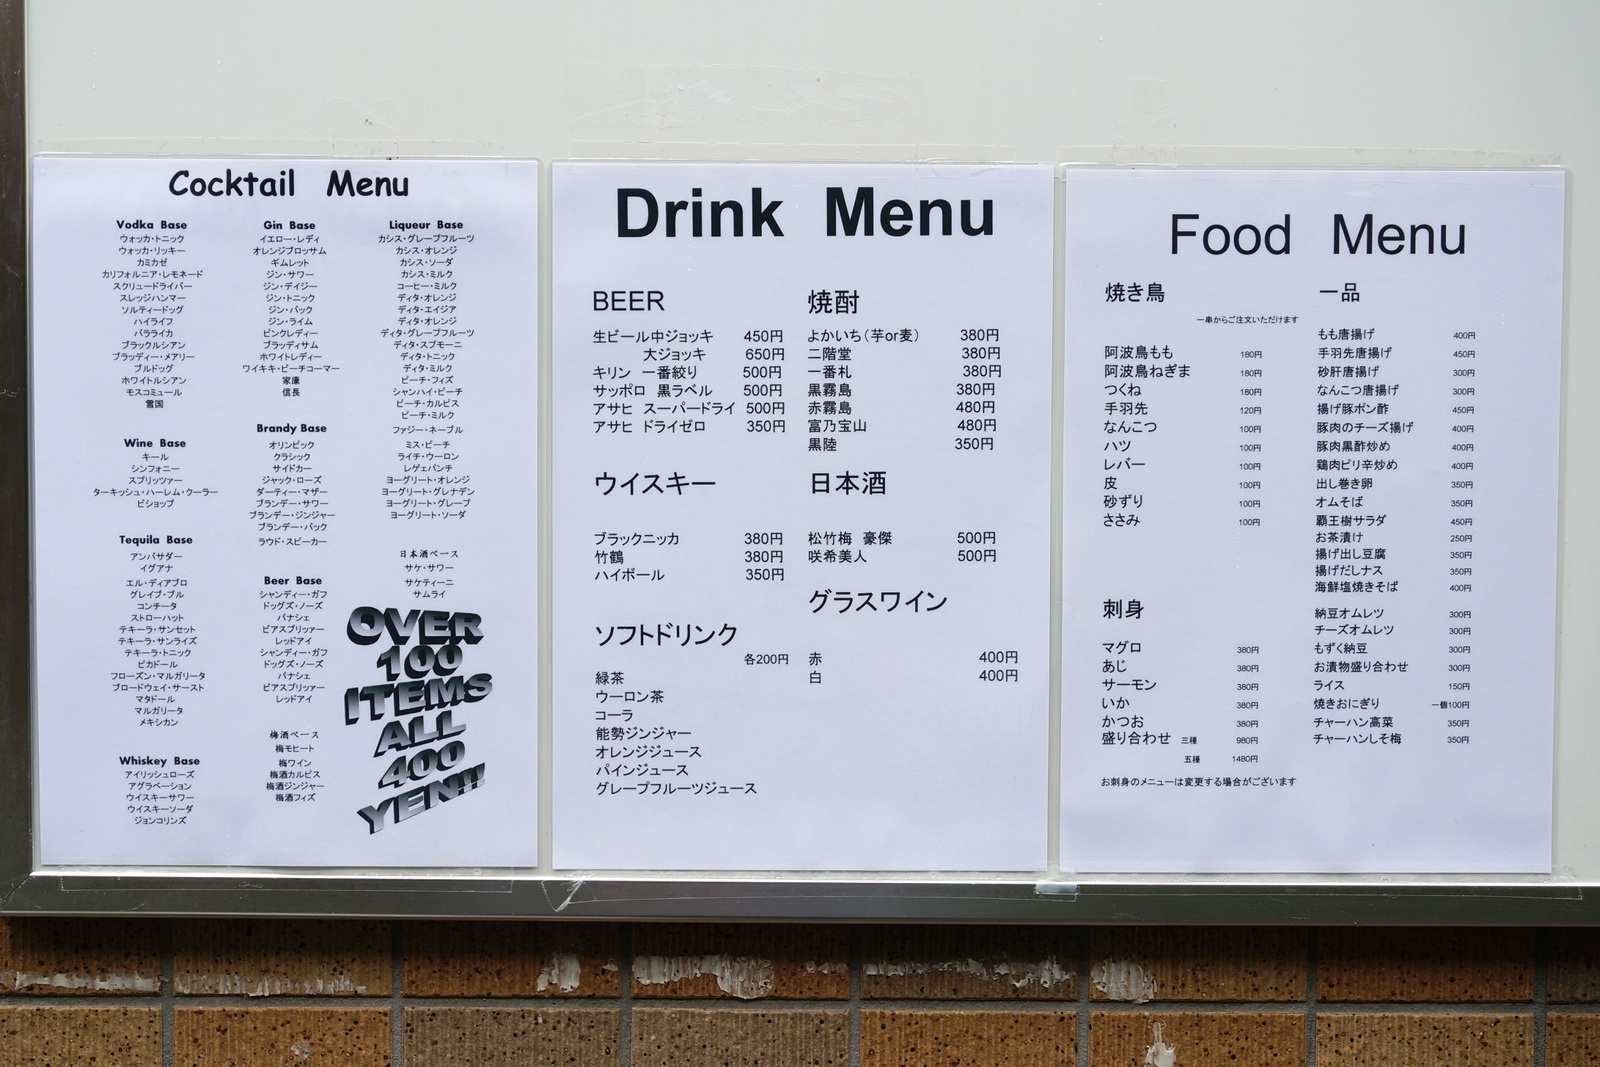 Cocktail Menu
Vodka Base
ウォッカ・トニック
ウォッカ・リッキー
カミカゼ
カリフォルニア・レモネード
スクリュードライバー
スレッジハンマー
ソルティードッグ
ハイライフ
バラライカ
ブラックルシアン
ブラッディー・メアリー
ブルドッグ
ホワイトルシアン
モスコミュール
雪国
Wine Base
キール
シンフォニー
スプリッツァー
ターキッシュ・ハーレム・クーラー
ビショップ
Tequila Base
アンバサダー
イグアナ
エル・ディアブロ
グレイブ・ブル
コンチータ
ストローハット
テキーラ・サンセット
テキーラ・サンライズ
テキーラ・トニック
ピカドール
フローズン・マルガリータ
ブロードウェイ・サースト
マタドール
マルガリータ
メキシカン
Whiskey Base
アイリッシュローズ
アグラベーション
ウイスキーサワー
ウイスキーソーダ
ジョンコリンズ
Gin Base
イエロー・レディ
オレンジブロッサム
ギムレット
ジン・サワー
ジン・デイジー
ジン・トニック
ジン・バック
ジン・ライム
ピンクレディー
ブラッディサム
ホワイトレディー
ワイキキ・ビーチコーマー
家康
信長
Brandy Base
オリンピック
クラシック
サイドカー
ジャック・ローズ
ダーティー・マザー
ブランデー・サワー
ブランデー・ジンジャー
ブランデー・バック
ラウド・スピーカー
Beer Base
シャンディー・ガフ
ドッグズ・ノーズ
パナシェ
ビアスプリッツァー
レッドアイ
シャンディー・ガフ
ドッグズ・ノーズ
パナシェ
ビアスプリッツァー
レッドアイ
梅酒ベース
梅モヒート
梅ワイン
梅酒カルピス
梅酒ジンジャー
梅酒フィズ
Liqueur Base
カシス・グレープフルーツ
カシス・オレンジ
カシス・ソーダ
カシス・ミルク
コーヒー・ミルク
ディタ・オレンジ
ディタ・エイジア
ディタ・オレンジ
ディタ・グレープフルーツ
ディタ・スプモーニ
ディタ・トニック
ディタ・ミルク
ピーチ・フィズ
シャンハイ・ピーチ
ピーチ・カルピス
ピーチ・ミルク
ファジー・ネーブル
ミス・ピーチ
ライチ・ウーロン
レゲエパンチ
ヨーグリート・オレンジ
ヨーグリート・グレナデン
ヨーグリート・グレープ
ヨーグリート・ソーダ
日本酒ベース
サケ・サワー
サケティーニ
サムライ
OVER
100
ITEMS
ALL
400
YEN!!
Drink Menu
BEER
生ビール中ジョッキ 450円
大ジョッキ 650円
キリン 一番絞り 500円
サッポロ 黒ラベル 500円
アサヒ スーパードライ 500円
アサヒ ドライゼロ 350円
ウイスキー
ブラックニッカ 380円
竹鶴 380円
ハイボール 350円
ソフトドリンク
各200円
緑茶
ウーロン茶
コーラ
能勢ジンジャー
オレンジジュース
パインジュース
グレープフルーツジュース
焼酎
よかいち(芋or麦) 380円
二階堂 380円
一番札 380円
黒霧島 380円
赤霧島 480円
富乃宝山 480円
黒陸 350円
日本酒
松竹梅 豪傑 500円
咲希美人 500円
グラスワイン
赤 400円
白 400円
Food Menu
焼き鳥
一串からご注文いただけます
阿波鳥もも 180円
阿波鳥ねぎま 180円
つくね 180円
手羽先 120円
なんこつ 100円
ハツ 100円
レバー 100円
皮 100円
砂ずり 100円
ささみ 100円
刺身
マグロ 380円
あじ 380円
サーモン 380円
いか 380円
かつお 380円
盛り合わせ 三種 980円
五種 1480円
お刺身のメニューは変更する場合がございます
一品
もも唐揚げ 400円
手羽先唐揚げ 450円
砂肝唐揚げ 300円
なんこつ唐揚げ 300円
揚げ豚ポン酢 450円
豚肉のチーズ揚げ 400円
豚肉黒酢炒め 400円
鶏肉ピリ辛炒め 400円
出し巻き卵 350円
オムそば 350円
覇王樹サラダ 450円
お茶漬け 250円
揚げ出し豆腐 350円
揚げだしナス 350円
海鮮塩焼きそば 400円
納豆オムレツ 300円
チーズオムレツ 300円
もずく納豆 300円
お漬物盛り合わせ 300円
ライス 150円
焼きおにぎり 一個100円
チャーハン高菜 350円
チャーハンしそ梅 350円